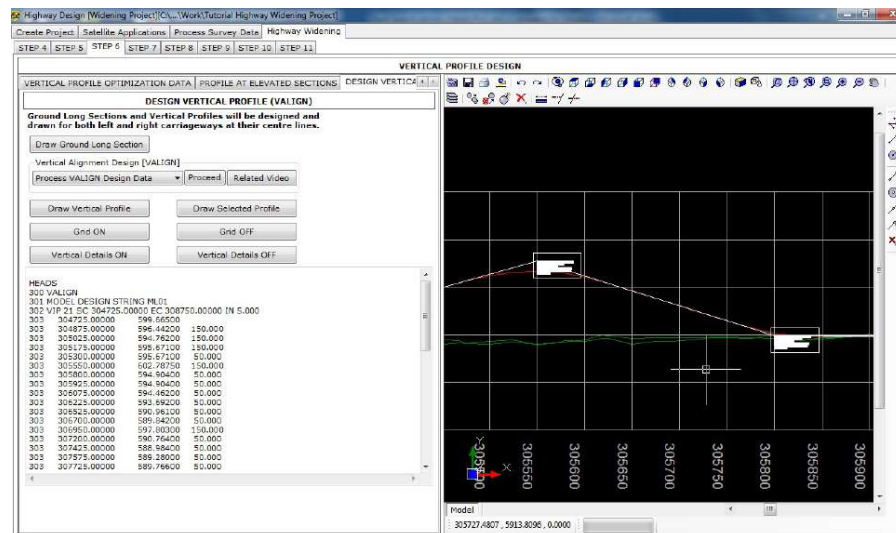 Highway Design [Widening Project][C:\...\Work\Tutorial Highway Widening Project]
Create Project Satellite Applications Process Survey Data Highway Widening
STEP 4 STEP 5 STEP 6 STEP 7 STEP 8 STEP 9 STEP 10 STEP 11
VERTICAL PROFILE DESIGN
VERTICAL PROFILE OPTIMIZATION DATA PROFILE AT ELEVATED SECTIONS DESIGN VERTICA
DESIGN VERTICAL PROFILE (VALIGN)
Ground Long Sections and Vertical Profiles will be designed and
drawn for both left and right carriageways at their centre lines.
Draw Ground Long Section
Vertical Alignment Design [VALIGN]
Process VALIGN Design Data Proceed Related Video
Draw Vertical Profile Draw Selected Profile
Grid ON Grid OFF
Vertical Details ON Vertical Details OFF
HEADS
300 VALIGN
301 MODEL DESIGN STRING ML01
302 VIP 21 SC 304725.00000 EC 308750.00000 IN 5.000
303 304725.00000 599.66500
303 304875.00000 596.44200 150.000
303 305025.00000 594.76200 150.000
303 305175.00000 595.67100 150.000
303 305300.00000 595.67100 50.000
303 305550.00000 602.78750 150.000
303 305800.00000 594.90400 50.000
303 305925.00000 594.90400 50.000
303 306075.00000 594.46200 50.000
303 306225.00000 593.69200 50.000
303 306525.00000 590.96100 50.000
303 306700.00000 589.84200 50.000
303 306950.00000 597.80300 150.000
303 307200.00000 590.76400 50.000
303 307425.00000 588.98400 50.000
303 307575.00000 589.28000 50.000
303 307725.00000 589.76600 50.000
Y
X
305500 305550 305600 305650 305700 305750 305800 305850 305900
Model
305727.4807 , 5913.8096 , 0.0000